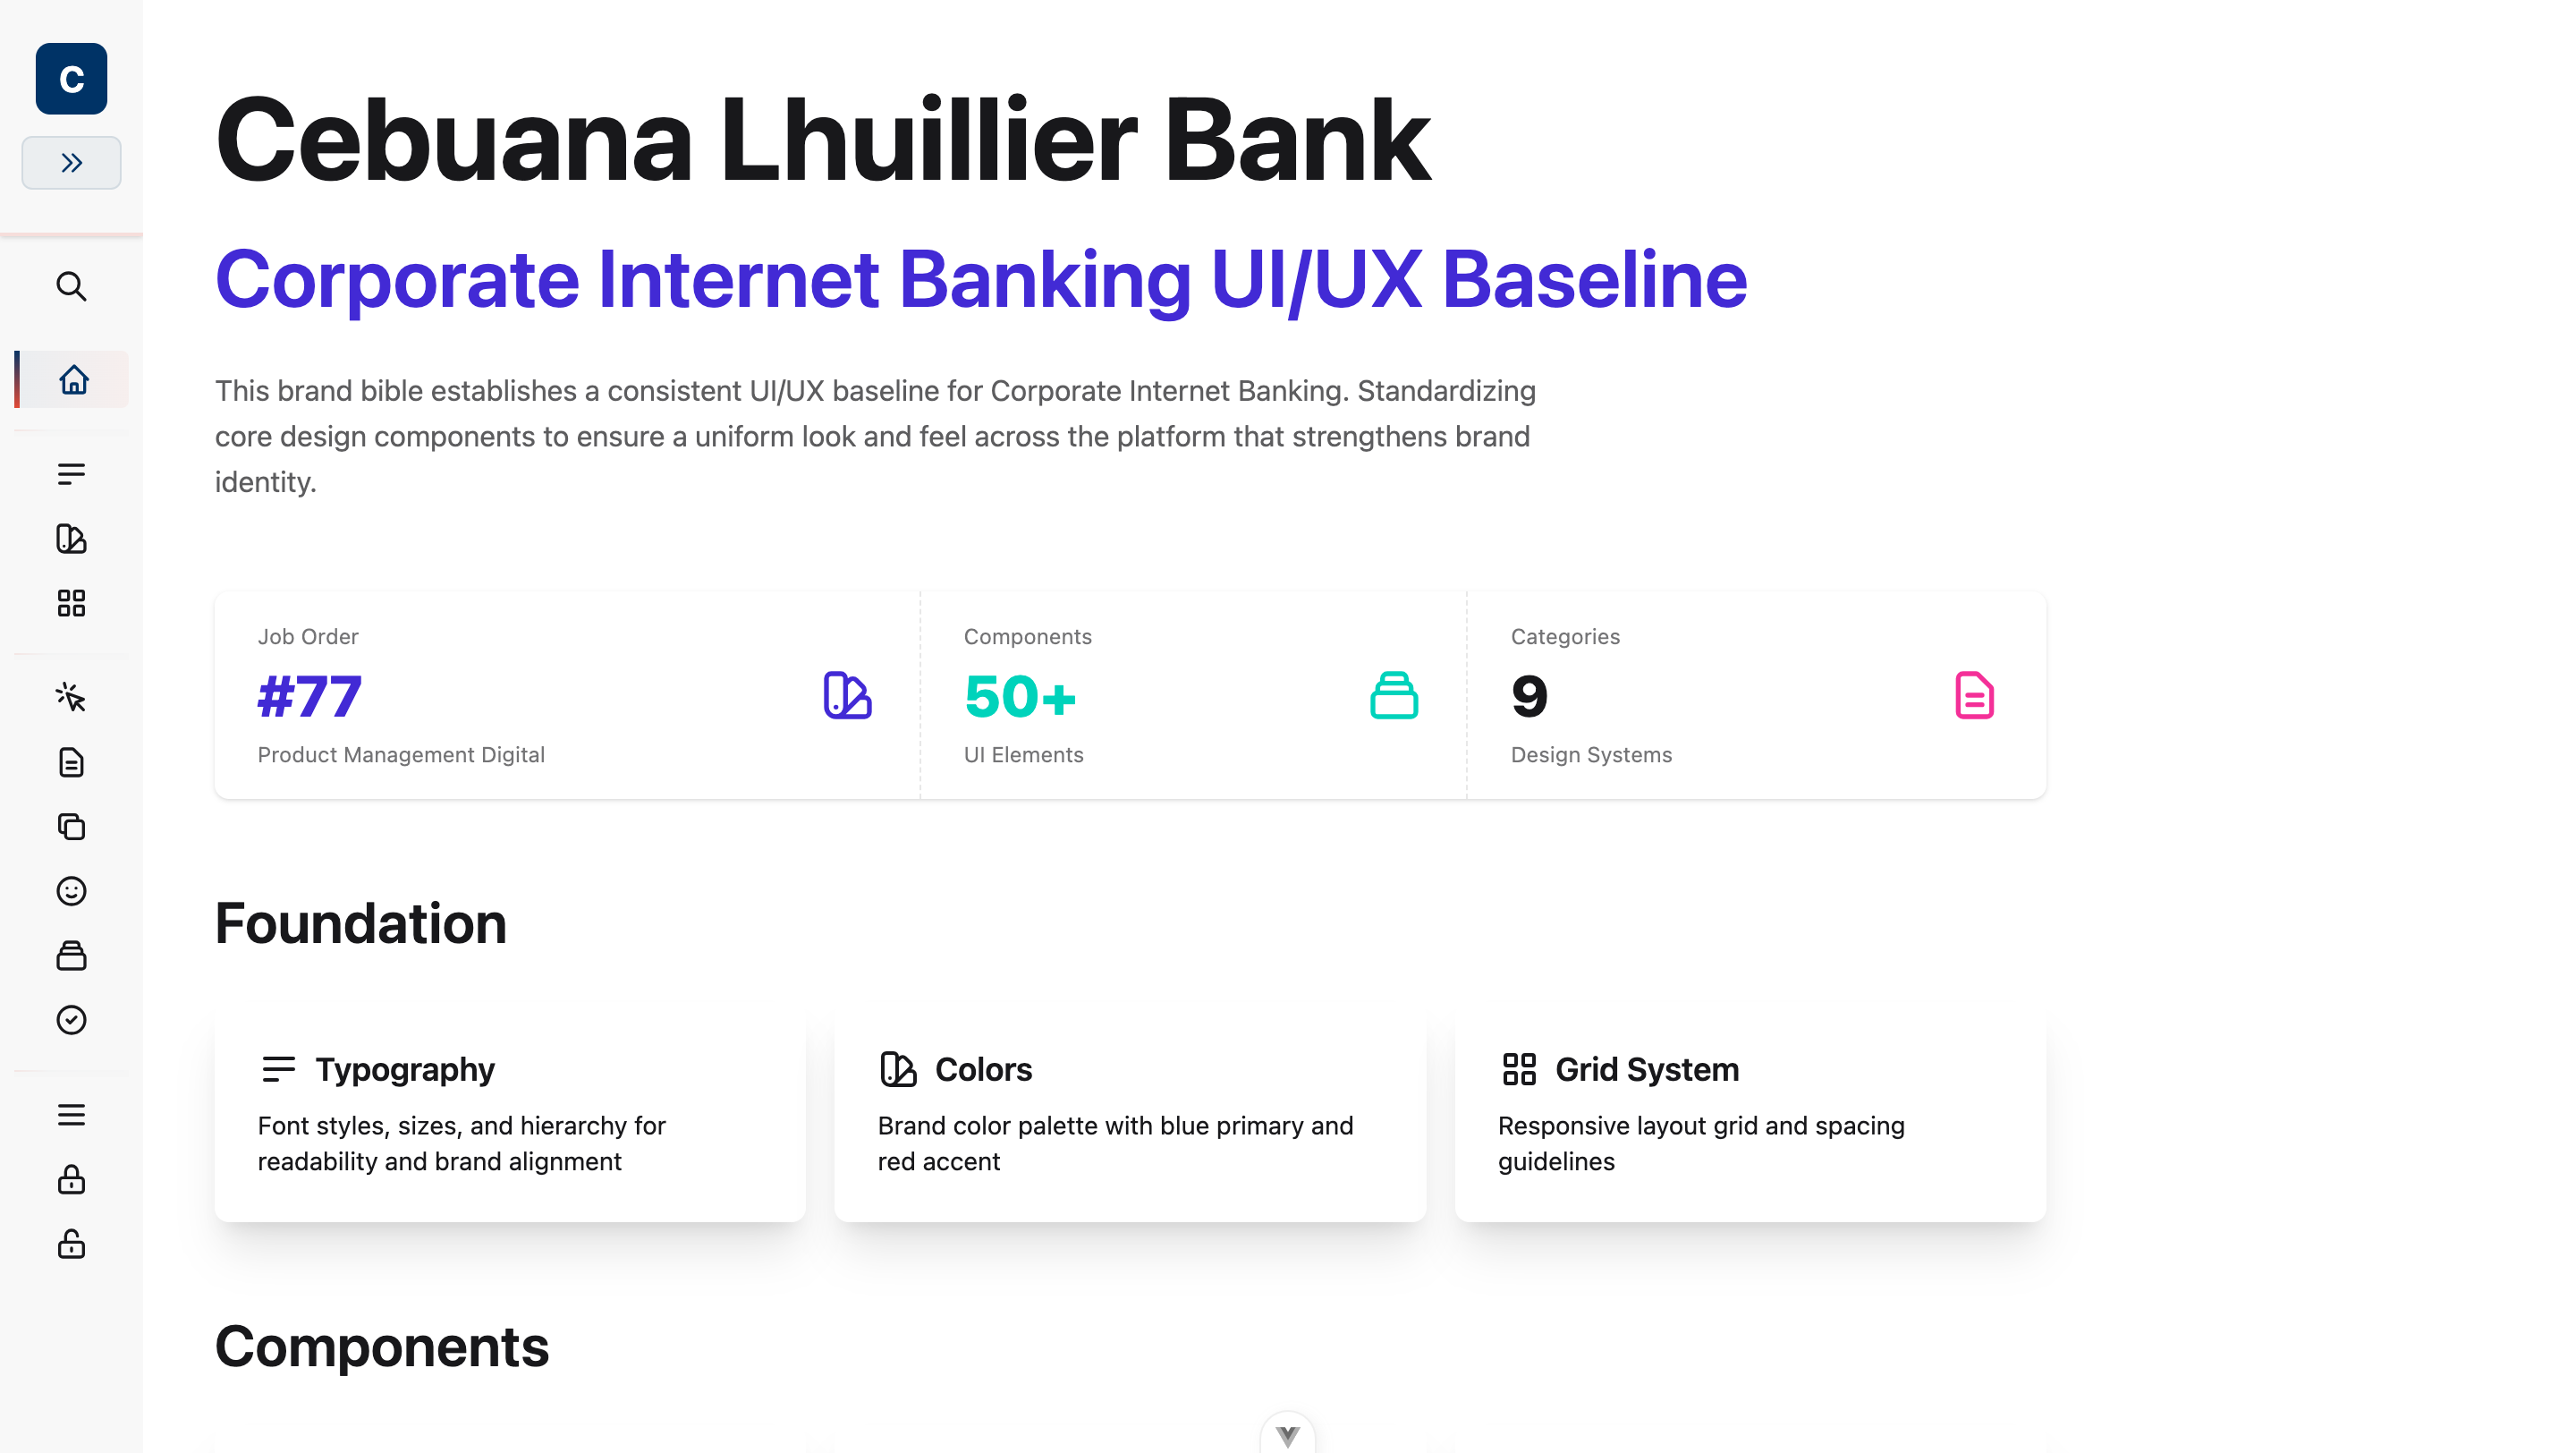 C
Cebuana Lhuillier Bank
Corporate Internet Banking UI/UX Baseline
This brand bible establishes a consistent UI/UX baseline for Corporate Internet Banking. Standardizing
core design components to ensure a uniform look and feel across the platform that strengthens brand
identity.
Job Order
#77
Product Management Digital
Components
50+
UI Elements
Categories
9
Design Systems
Foundation
Typography
Font styles, sizes, and hierarchy for
readability and brand alignment
Colors
Brand color palette with blue primary and
red accent
Grid System
Responsive layout grid and spacing
guidelines
Components